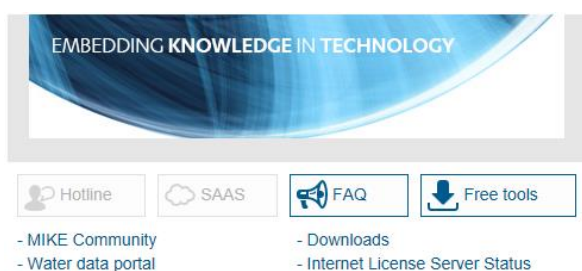 EMBEDDING KNOWLEDGE IN TECHNOLOGY
Hotline SAAS FAQ Free tools
- MIKE Community
- Water data portal
- Downloads
- Internet License Server Status